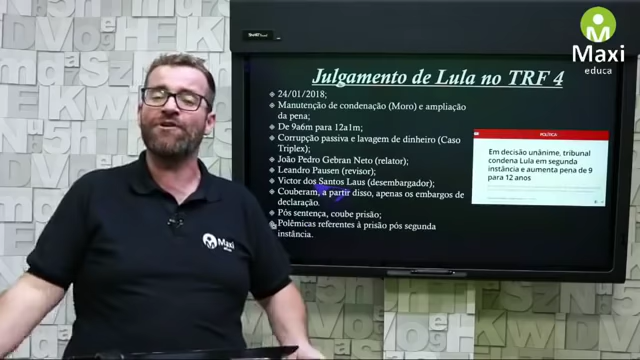 Maxi
educa
Julgamento de Lula no TRF 4
24/01/2018;
Manutenção de condenação (Moro) e ampliação
da pena;
De 9a6m para 12a1m;
Corrupção passiva e lavagem de dinheiro (Caso
Triplex);
João Pedro Gebran Neto (relator);
Leandro Pausen (revisor);
Victor dos Santos Laus (desembargador);
Couberam, a partir disso, apenas os embargos de
declaração.
Pós sentença, coube prisão;
Polêmicas referentes à prisão pós segunda
instância.
POLÍTICA
Em decisão unânime, tribunal
condena Lula em segunda
instância e aumenta pena de 9
para 12 anos
Maxi